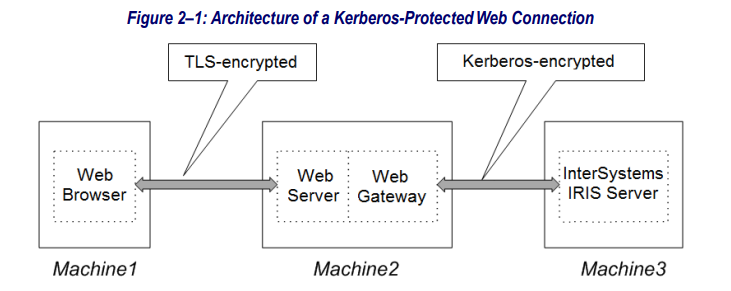 Figure 2–1: Architecture of a Kerberos-Protected Web Connection
TLS-encrypted
Kerberos-encrypted
Web
Browser
Web
Server
Web
Gateway
InterSystems
IRIS Server
Machine1
Machine2
Machine3